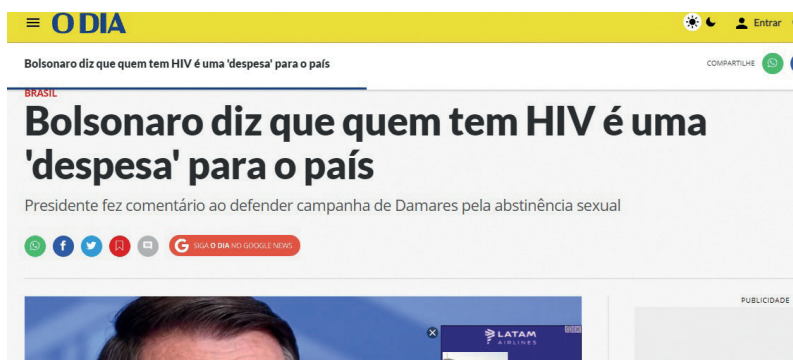 O DIA
Entrar
Bolsonaro diz que quem tem HIV é uma 'despesa' para o país
COMPARTILHE
BRASIL
Bolsonaro diz que quem tem HIV é uma
'despesa' para o país
Presidente fez comentário ao defender campanha de Damares pela abstinência sexual
SIGA O DIA NO GOOGLE NEWS
PUBLICIDADE
LATAM
AIRLINES